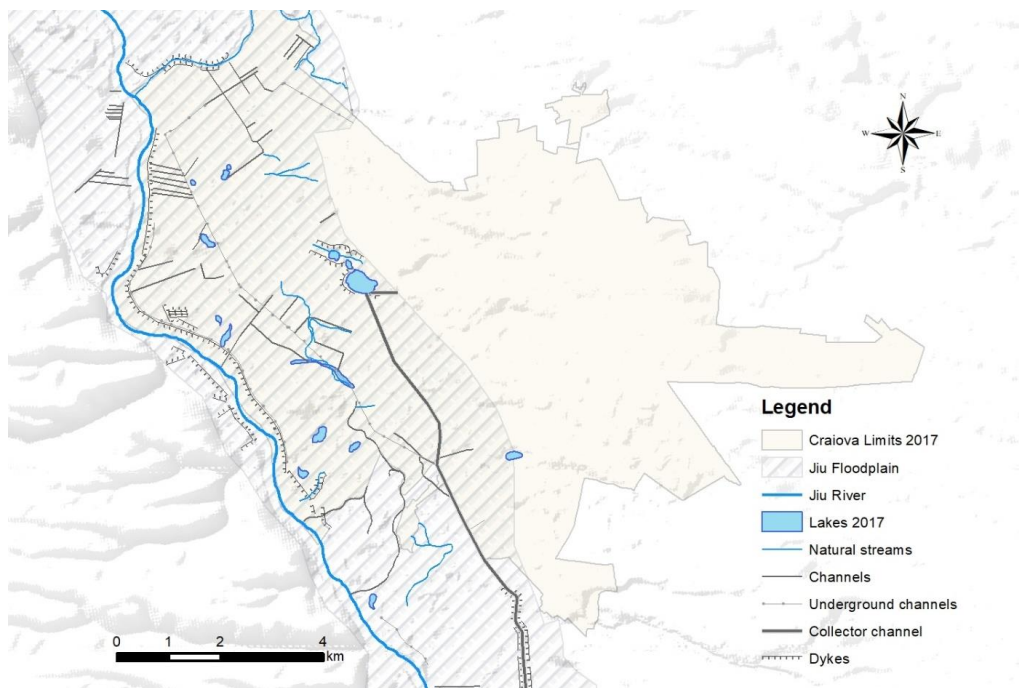 N
W E
S
Legend
Craiova Limits 2017
Jiu Floodplain
Jiu River
Lakes 2017
Natural streams
Channels
Underground channels
Collector channel
Dykes
0 1 2 4
km